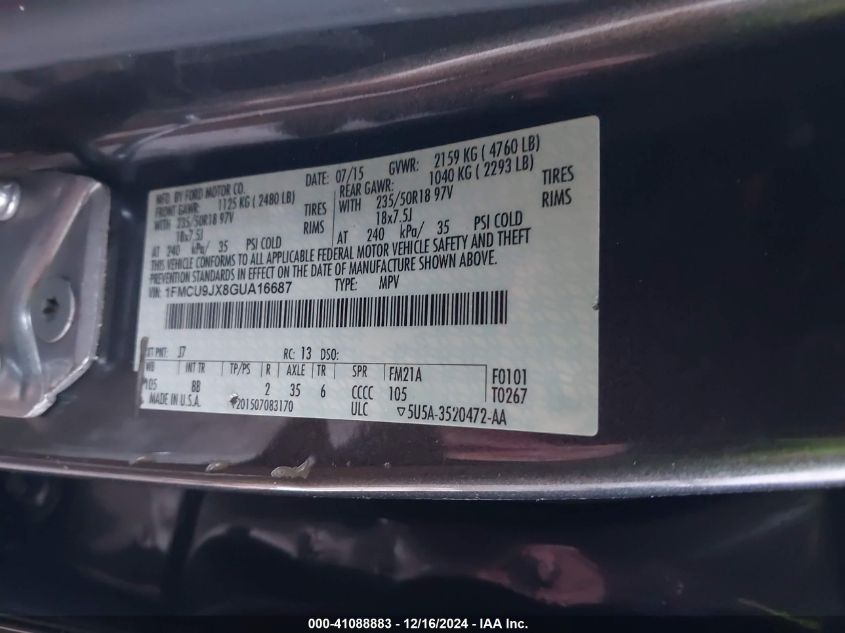 MFD. BY FORD MOTOR CO. DATE: 07/15 GVWR: 2159 KG ( 4760 LB)
FRONT GAWR: 1125 KG ( 2480 LB) REAR GAWR: 1040 KG ( 2293 LB)
WITH 235/50R18 97V TIRES WITH 235/50R18 97V TIRES
18x7.5J RIMS 18x7.5J RIMS
AT 240 kPa/ 35 PSI COLD AT 240 kPa/ 35 PSI COLD
THIS VEHICLE CONFORMS TO ALL APPLICABLE FEDERAL MOTOR VEHICLE SAFETY AND THEFT
PREVENTION STANDARDS IN EFFECT ON THE DATE OF MANUFACTURE SHOWN ABOVE.
VIN: 1FMCU9JX8GUA16687 TYPE: MPV
EXT PNT: J7 RC: 13 DSO:
WB INT TR TP/PS R AXLE TR SPR FM21A F0101
105 BB 2 35 6 CCCC 105 T0267
MADE IN U.S.A. *201507083170 ULC ▽5U5A-3520472-AA
000-41088883 - 12/16/2024 - IAA Inc.